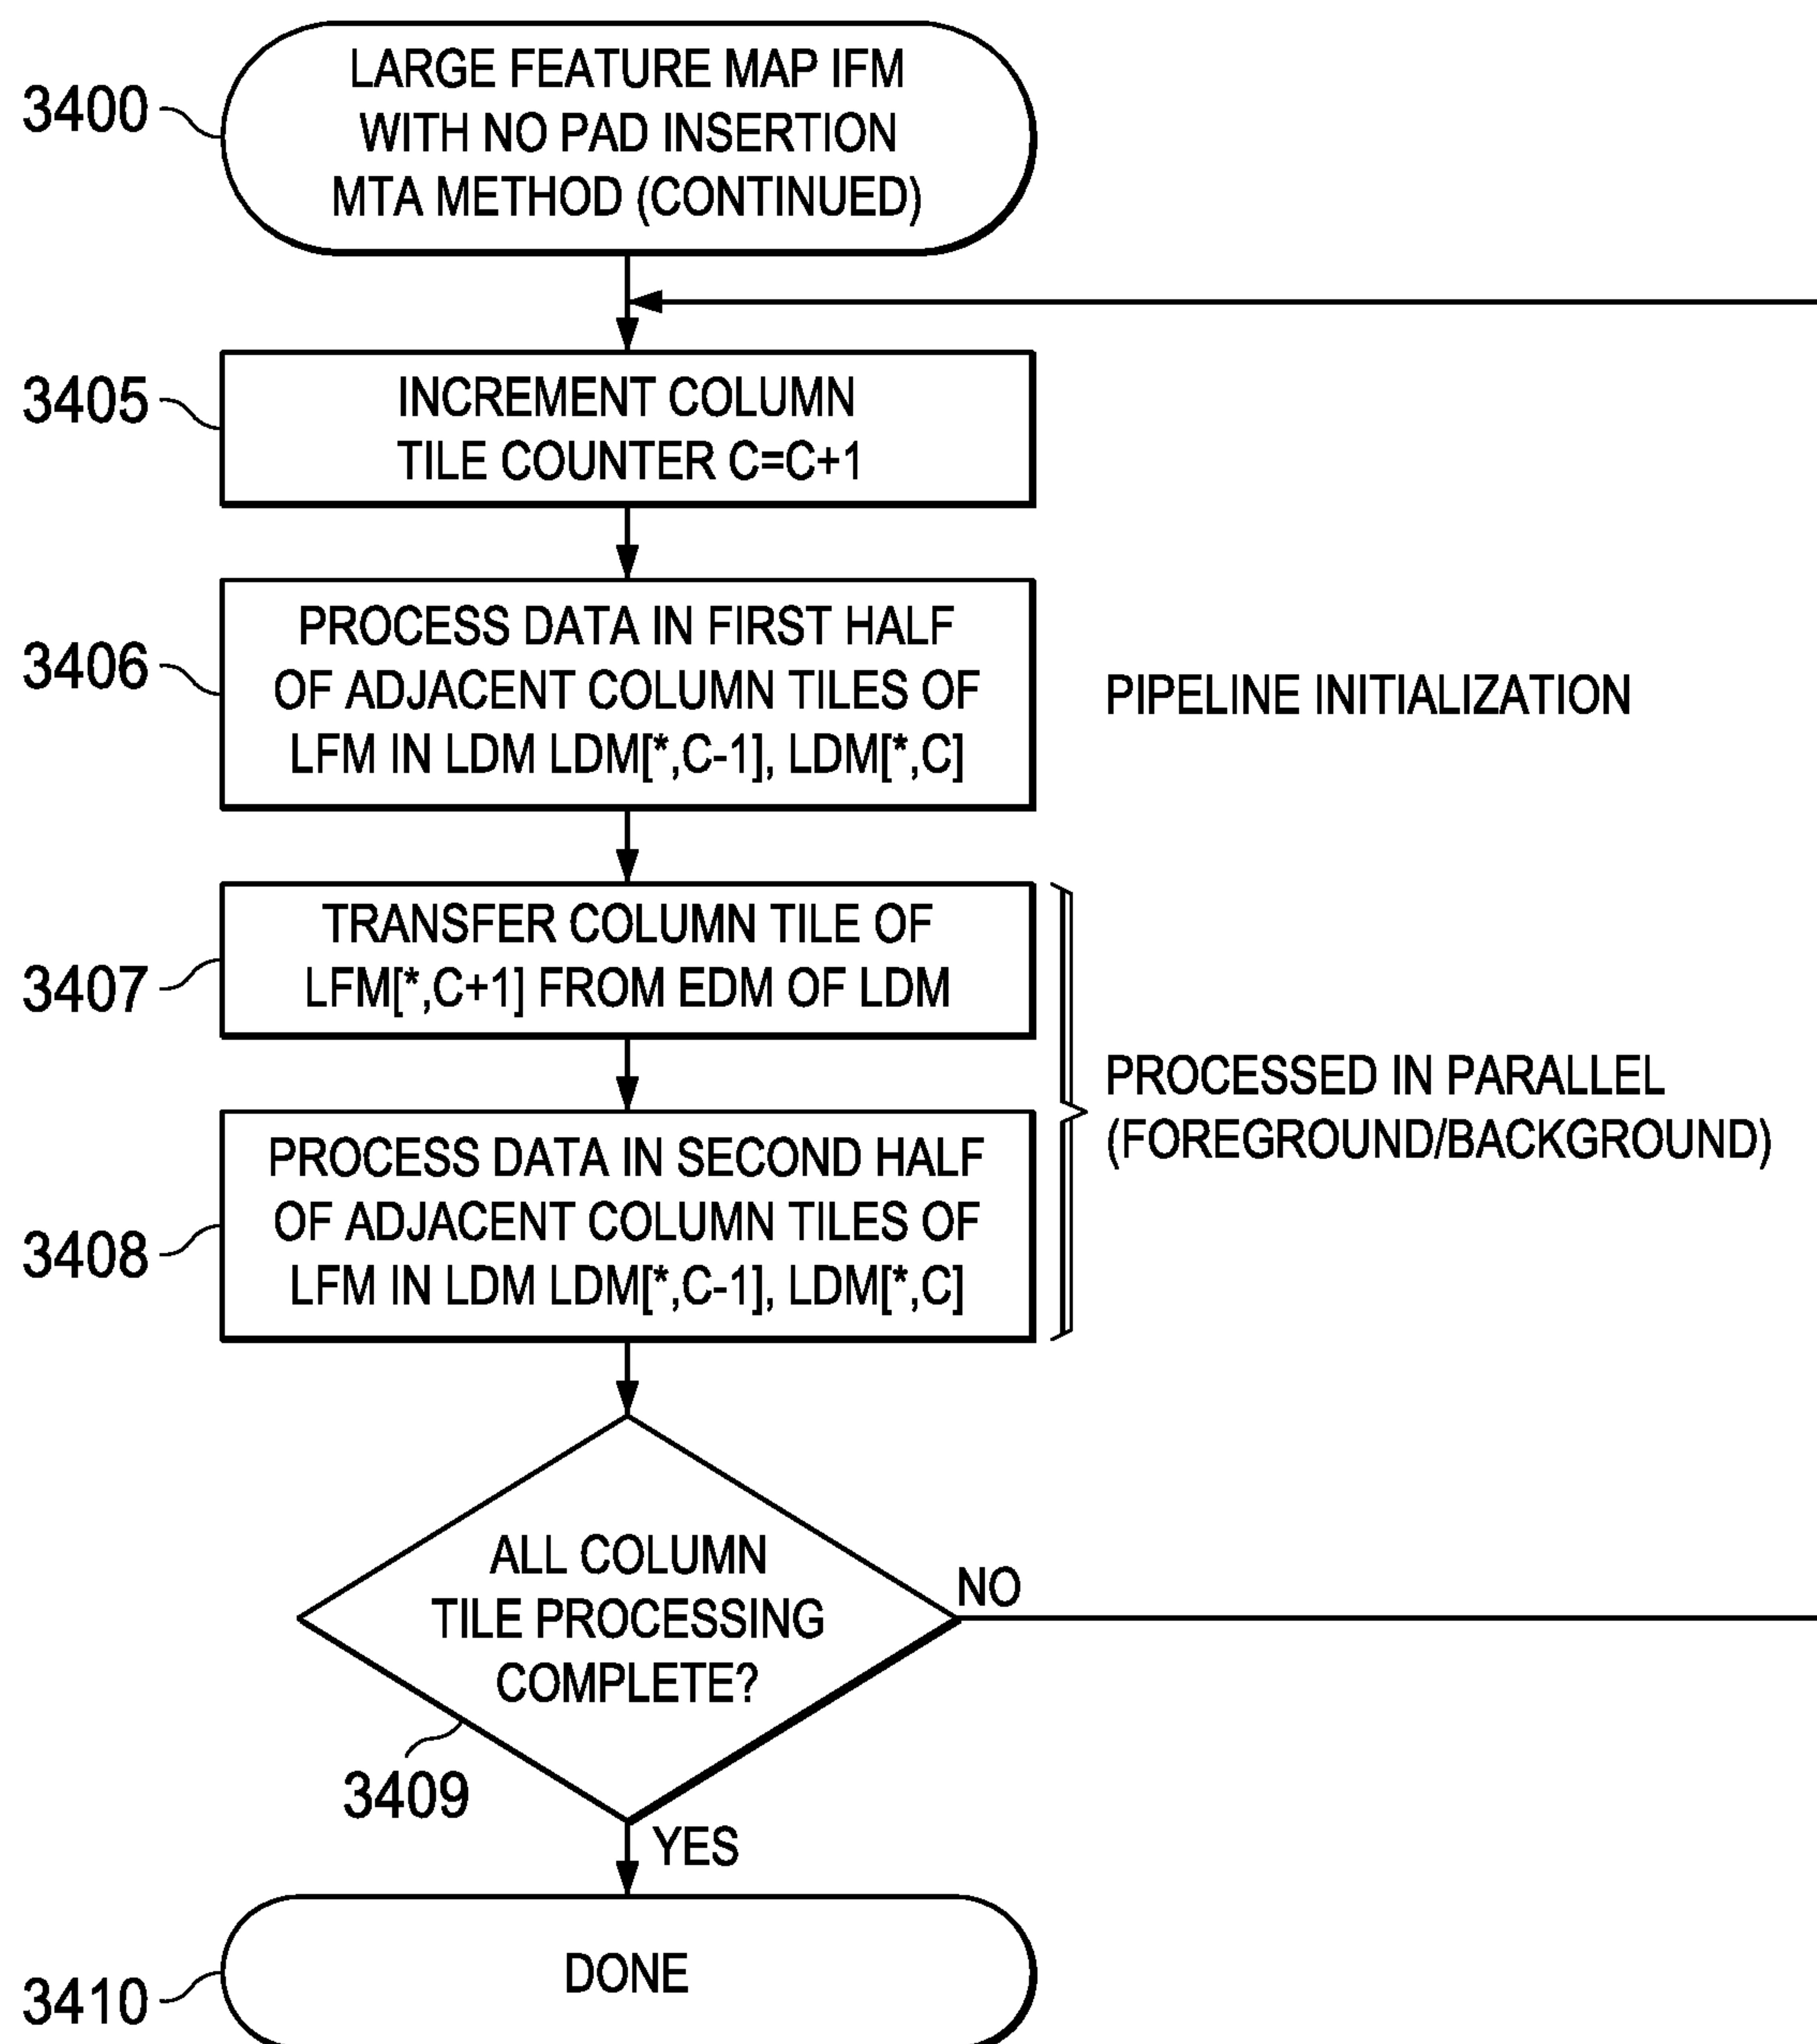 3400
LARGE FEATURE MAP IFM
WITH NO PAD INSERTION
MTA METHOD (CONTINUED)
3405
INCREMENT COLUMN
TILE COUNTER C=C+1
3406
PROCESS DATA IN FIRST HALF
OF ADJACENT COLUMN TILES OF
LFM IN LDM LDM[*,C-1], LDM[*,C]
PIPELINE INITIALIZATION
3407
TRANSFER COLUMN TILE OF
LFM[*,C+1] FROM EDM OF LDM
PROCESSED IN PARALLEL
(FOREGROUND/BACKGROUND)
3408
PROCESS DATA IN SECOND HALF
OF ADJACENT COLUMN TILES OF
LFM IN LDM LDM[*,C-1], LDM[*,C]
ALL COLUMN
TILE PROCESSING
COMPLETE?
NO
3409
YES
3410
DONE